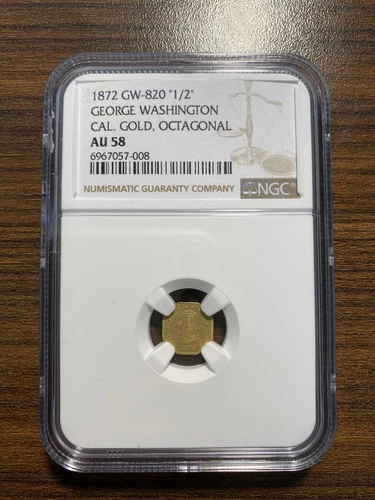 1872 GW-820 "1/2"
GEORGE WASHINGTON
CAL. GOLD, OCTAGONAL
AU 58
6967057-008
NUMISMATIC GUARANTY COMPANY
NGC